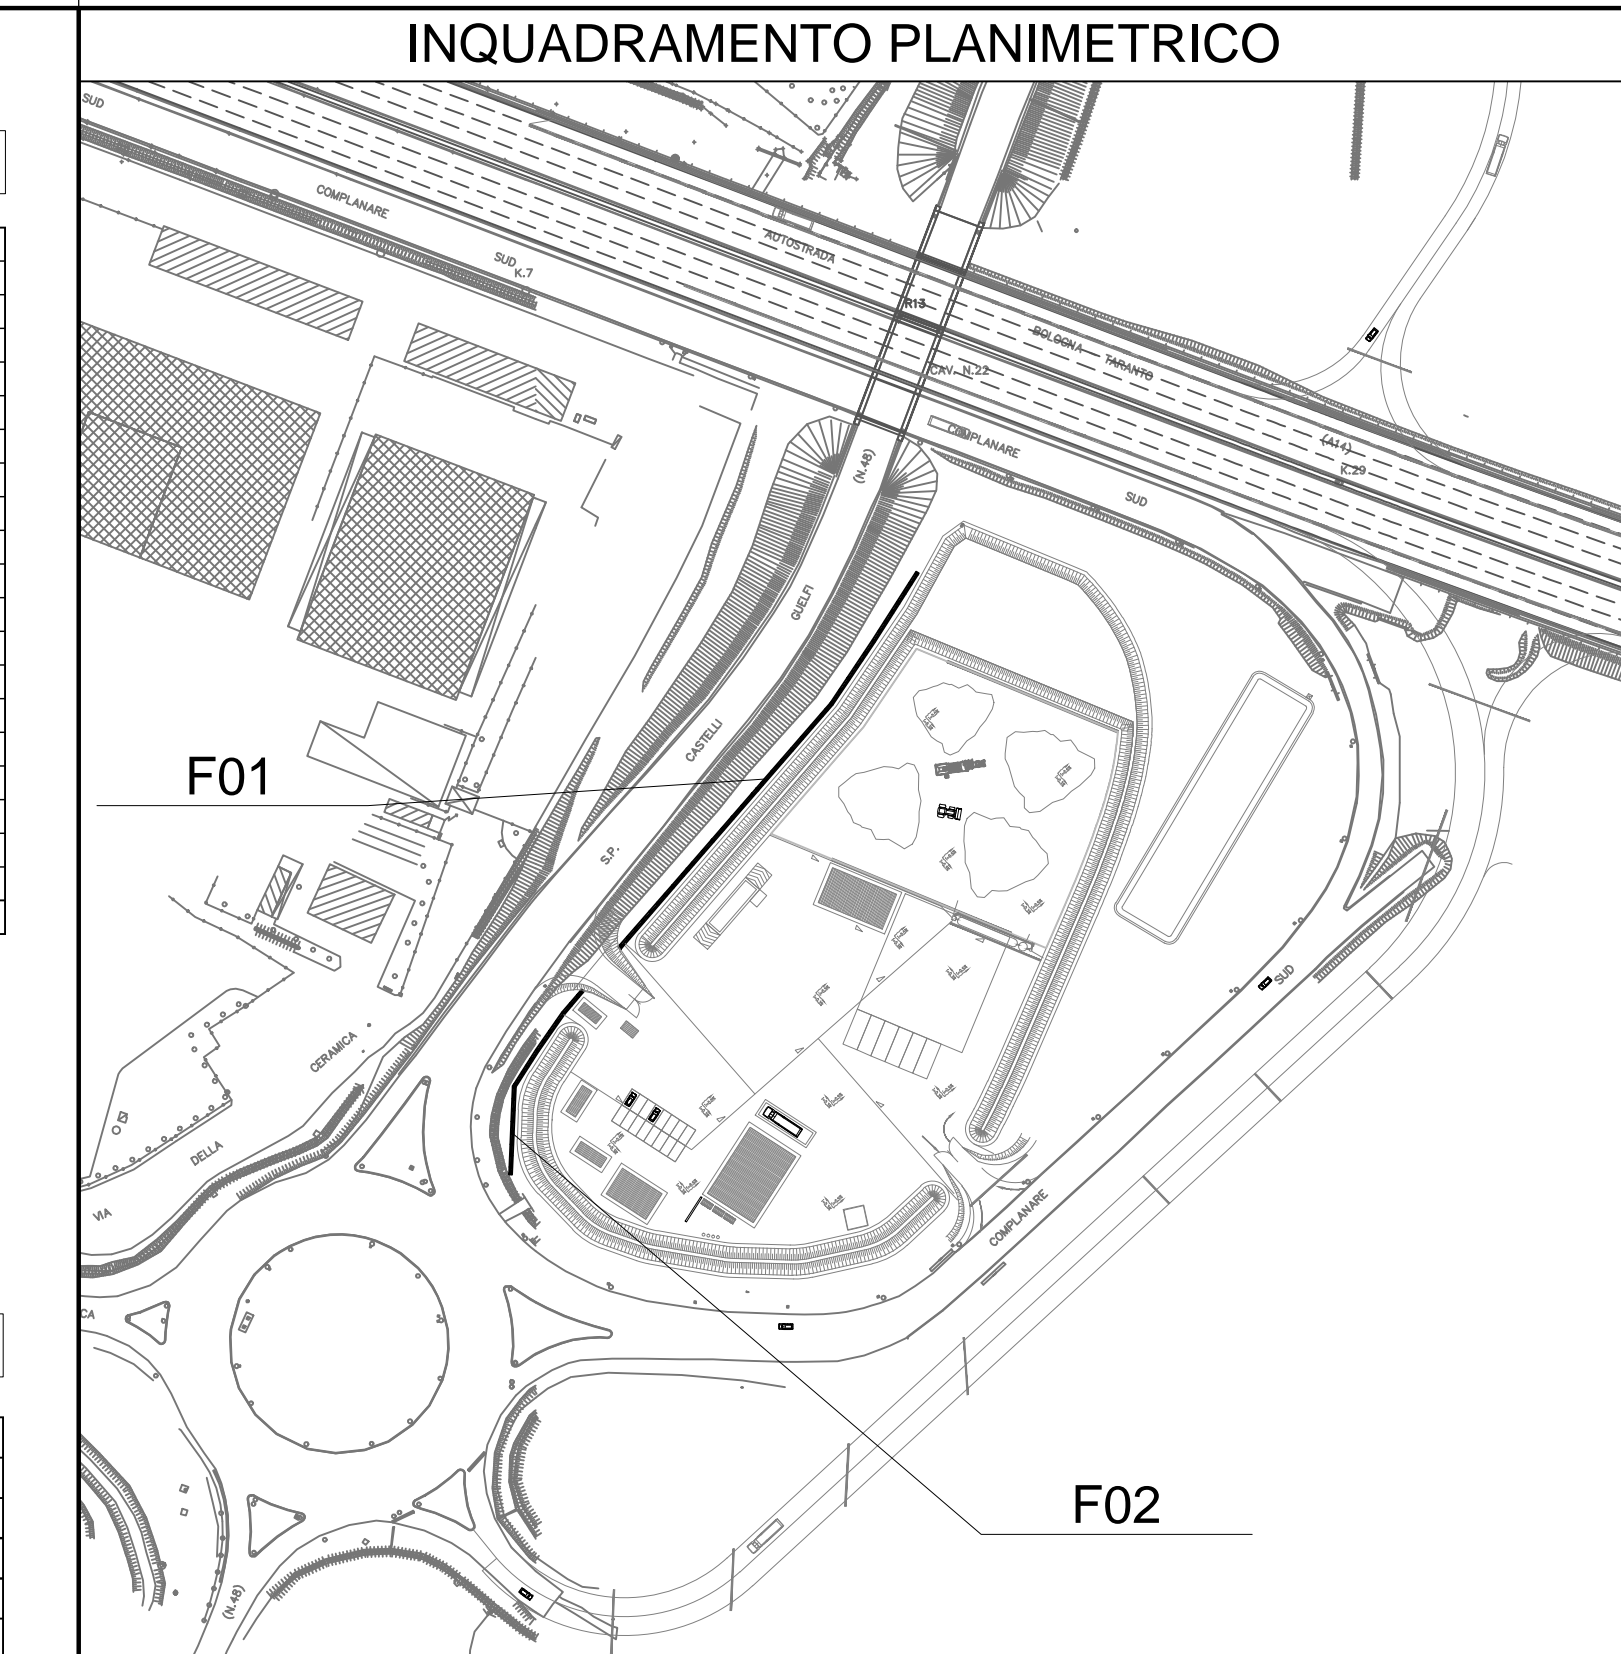 INQUADRAMENTO PLANIMETRICO
SUD
COMPLANARE
SUD
K.7
AUTOSTRADA
R13
BOLOGNA
TARANTO
CAV. N.22
COMPLANARE
(A14)
K.29
(N.48)
SUD
GUELFI
CASTELLI
F01
S.P.
SUD
CERAMICA
DELLA
VIA
COMPLANARE
CA
F02
(N.48)